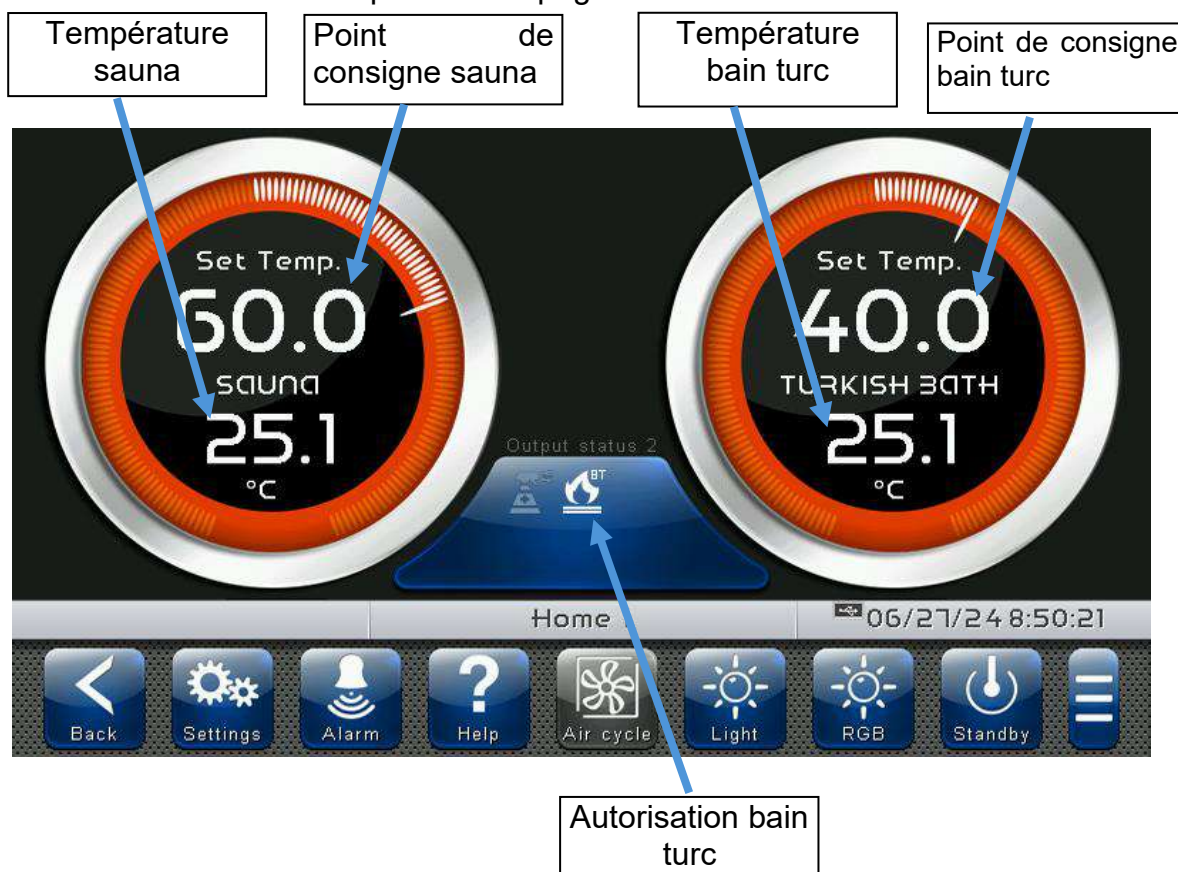 Température
sauna
Point de
consigne sauna
Température
bain turc
Point de consigne
bain turc
Set Temp.
60.0
sauna
25.1
°C
Set Temp.
40.0
TURKISH BATH
25.1
°C
Output status 2
BT
Home
06/27/24 8:50:21
Back
Settings
Alarm
? Help
Air cycle
Light
RGB
Standby
Autorisation bain
turc